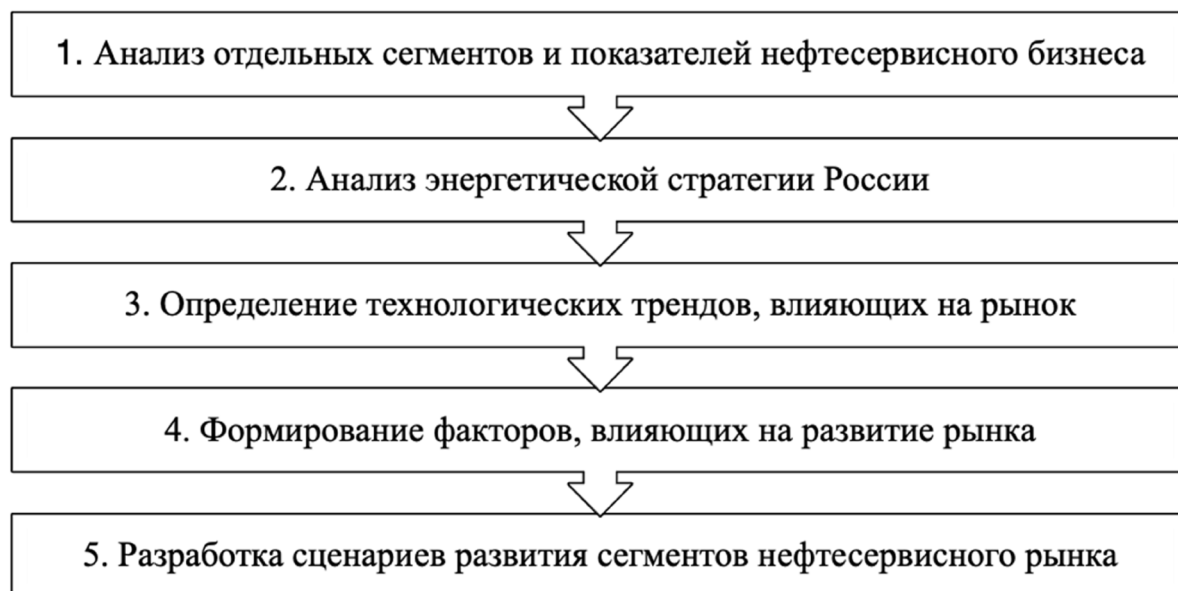 1. Анализ отдельных сегментов и показателей нефтесервисного бизнеса
2. Анализ энергетической стратегии России
3. Определение технологических трендов, влияющих на рынок
4. Формирование факторов, влияющих на развитие рынка
5. Разработка сценариев развития сегментов нефтесервисного рынка